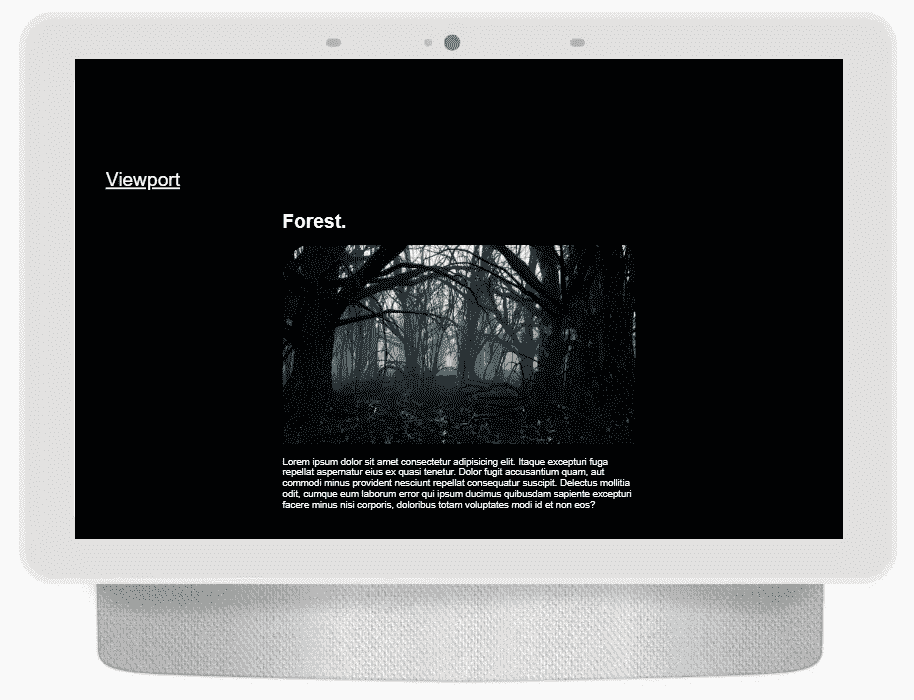 Viewport
Forest.
Lorem ipsum dolor sit amet consectetur adipisicing elit. Itaque excepturi fuga
repellat aspernatur eius ex quasi tenetur. Dolor fugit accusantium quam, aut
commodi minus provident nesciunt repellat consequatur suscipit. Delectus mollitia
odit, cumque eum laborum error qui ipsum ducimus quibusdam sapiente excepturi
facere minus nisi corporis, doloribus totam voluptates modi id et non eos?